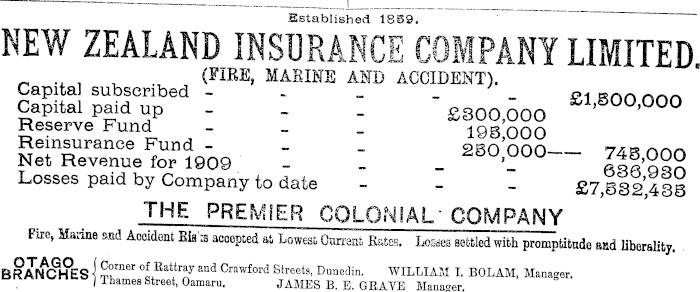 Established 1859.
NEW ZEALAND INSURANCE COMPANY LIMITED.
(FIRE, MARINE AND ACCIDENT).
Capital subscribed - - - - - £1,500,000
Capital paid up - - - £300,000
Reserve Fund - - - 195,000
Reinsurance Fund - - - 250,000—— 745,000
Net Revenue for 1909 - - - - 636,930
Losses paid by Company to date - - - £7,532,435
THE PREMIER COLONIAL COMPANY
Fire, Marine and Accident Risks accepted at Lowest Current Rates. Losses settled with promptitude and liberality.
OTAGO BRANCHES { Corner of Rattray and Crawford Streets, Dunedin. WILLIAM I. BOLAM, Manager.
Thames Street, Oamaru. JAMES B. E. GRAVE Manager.